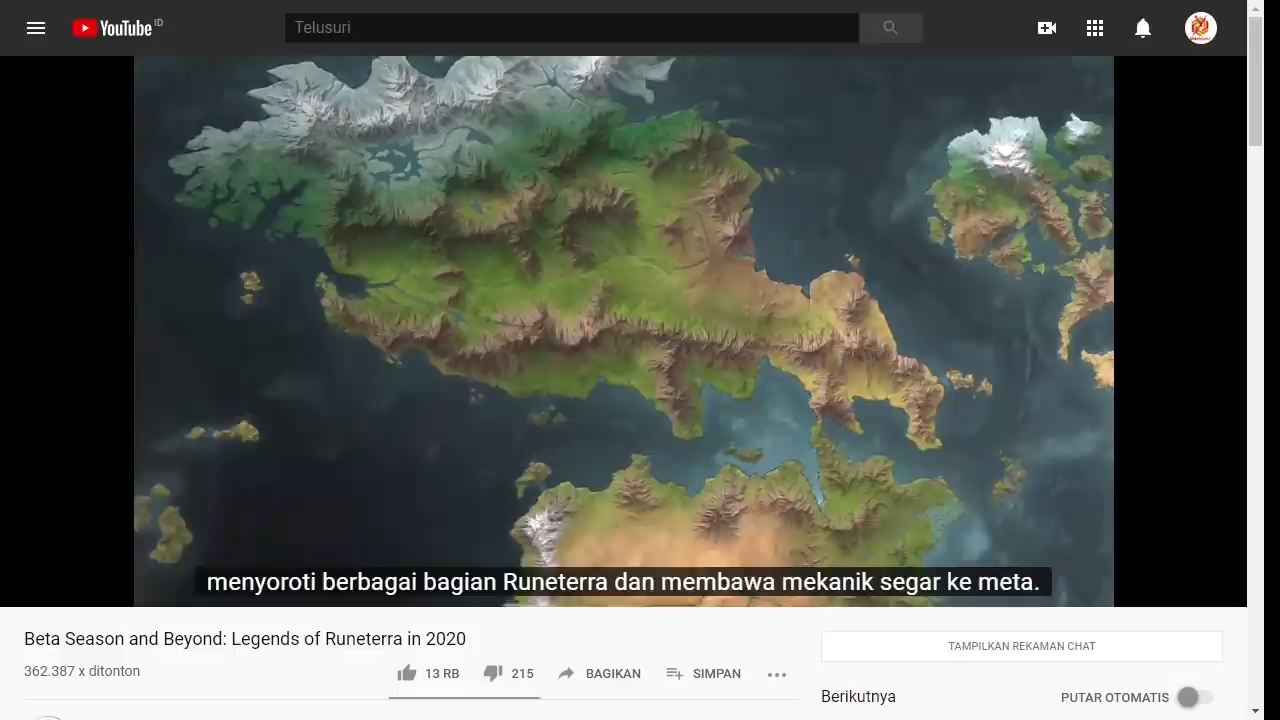 YouTube ID
Telusuri
menyoroti berbagai bagian Runeterra dan membawa mekanik segar ke meta.
Beta Season and Beyond: Legends of Runeterra in 2020
362.387 x ditonton
13 RB
215
BAGIKAN
SIMPAN
TAMPILKAN REKAMAN CHAT
Berikutnya
PUTAR OTOMATIS